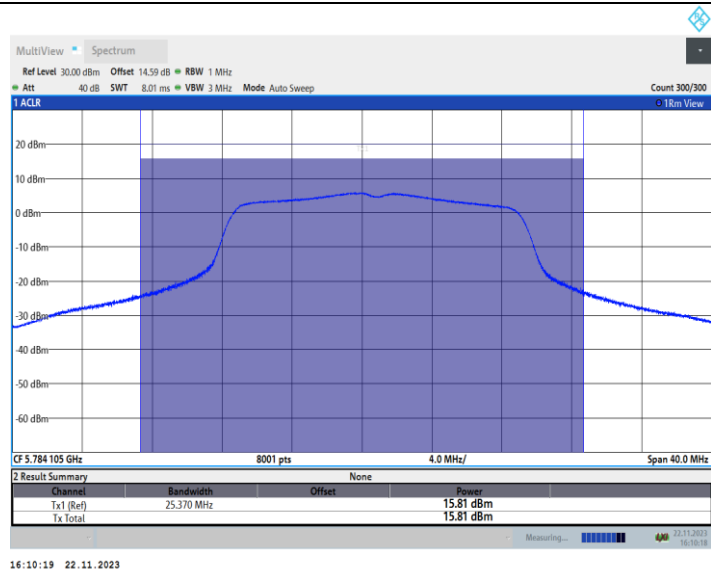 MultiView Spectrum
Ref Level 30.00 dBm Offset 14.59 dB RBW 1 MHz
Att 40 dB SWT 8.01 ms VBW 3 MHz Mode Auto Sweep Count 300/300
1 ACLR 1Rm View
20 dBm
10 dBm
0 dBm
-10 dBm
-20 dBm
-30 dBm
-40 dBm
-50 dBm
-60 dBm
CF 5.784 105 GHz 8001 pts 4.0 MHz/ Span 40.0 MHz
2 Result Summary None
Channel Bandwidth Offset Power
Tx1 (Ref) 25.370 MHz 15.81 dBm
Tx Total 15.81 dBm
Measuring... 22.11.2023
16:10:18
16:10:19 22.11.2023